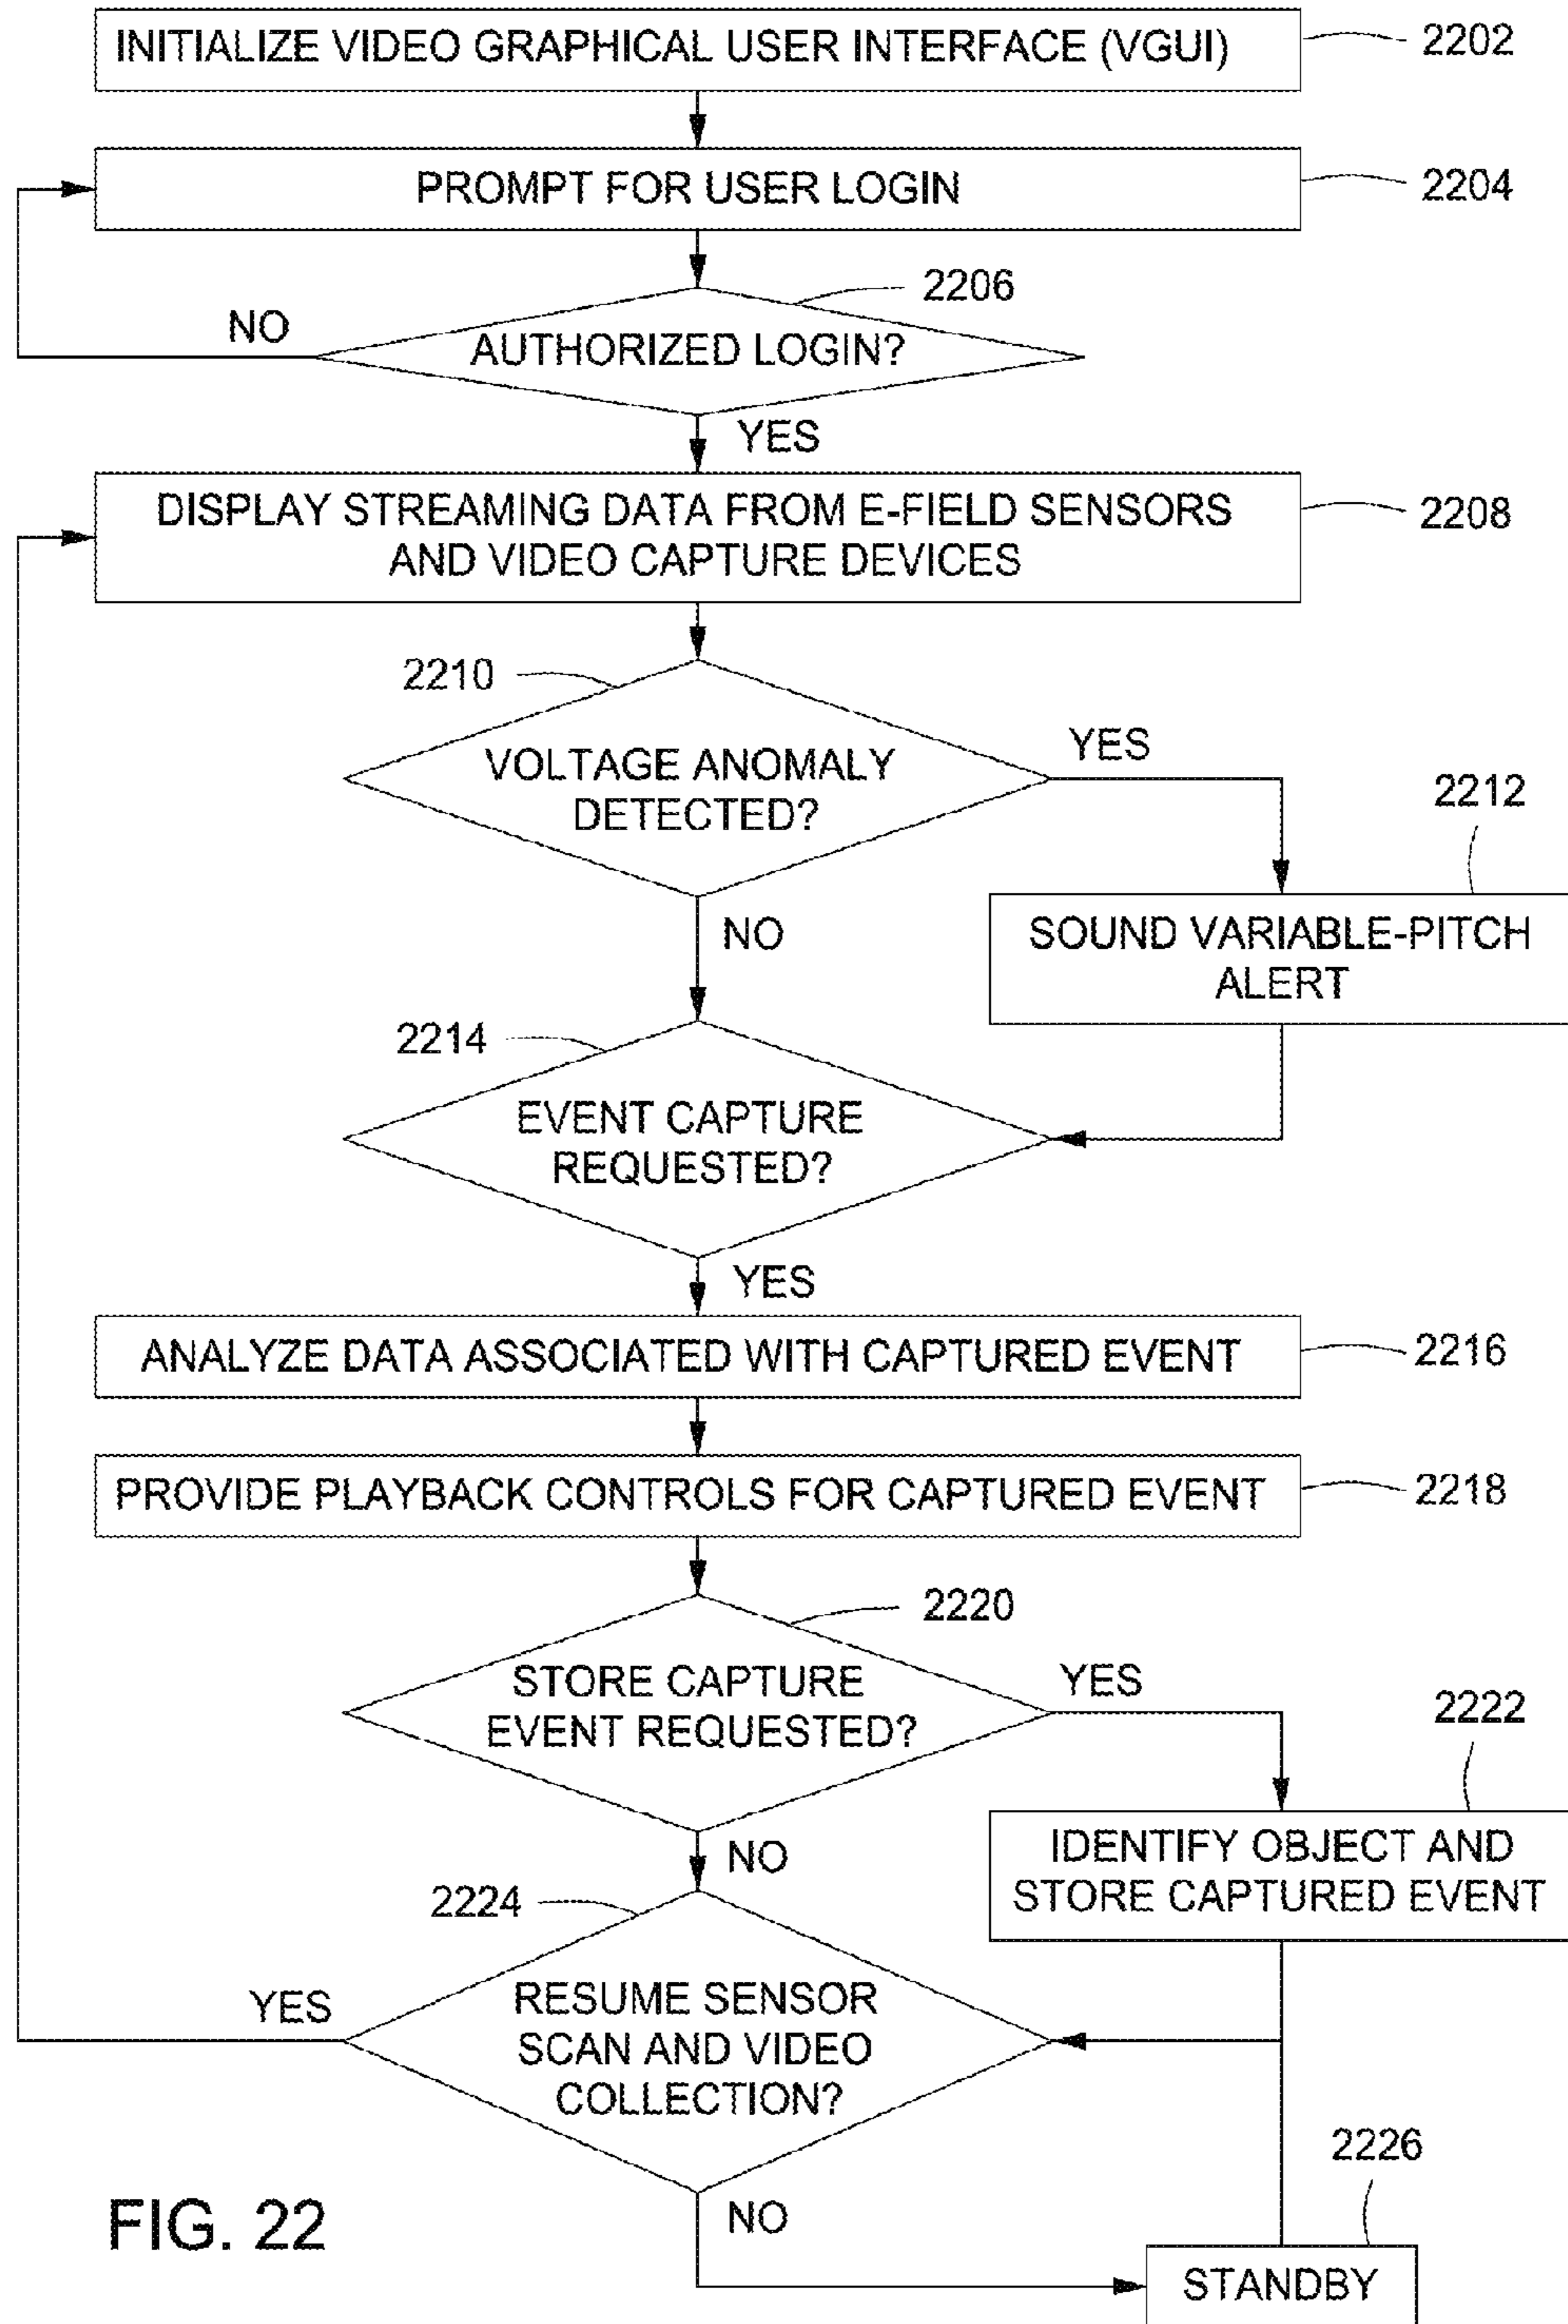 INITIALIZE VIDEO GRAPHICAL USER INTERFACE (VGUI)
2202
PROMPT FOR USER LOGIN
2204
2206
NO
AUTHORIZED LOGIN?
YES
DISPLAY STREAMING DATA FROM E-FIELD SENSORS
AND VIDEO CAPTURE DEVICES
2208
2210
VOLTAGE ANOMALY
DETECTED?
YES
2212
SOUND VARIABLE-PITCH
ALERT
NO
2214
EVENT CAPTURE
REQUESTED?
YES
ANALYZE DATA ASSOCIATED WITH CAPTURED EVENT
2216
PROVIDE PLAYBACK CONTROLS FOR CAPTURED EVENT
2218
2220
STORE CAPTURE
EVENT REQUESTED?
YES
2222
IDENTIFY OBJECT AND
STORE CAPTURED EVENT
NO
2224
YES
RESUME SENSOR
SCAN AND VIDEO
COLLECTION?
2226
NO
STANDBY
FIG. 22